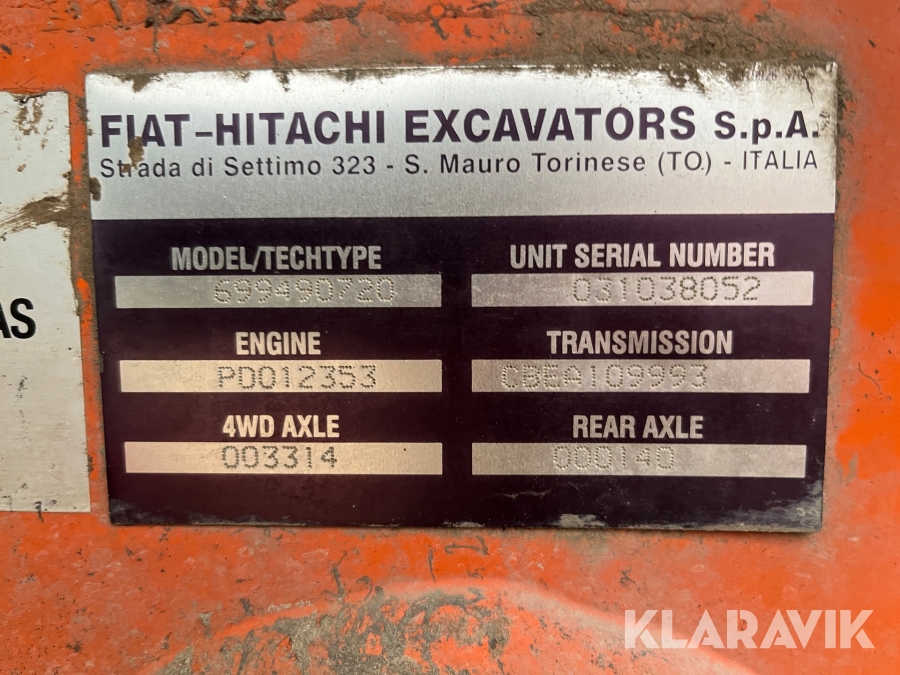 FIAT-HITACHI EXCAVATORS S.p.A.
Strada di Settimo 323 - S. Mauro Torinese (TO.) - ITALIA
MODEL/TECHTYPE
699490720
UNIT SERIAL NUMBER
031038052
ENGINE
PD012353
TRANSMISSION
CBEA109993
4WD AXLE
003314
REAR AXLE
000140
AS
KLARAVIK